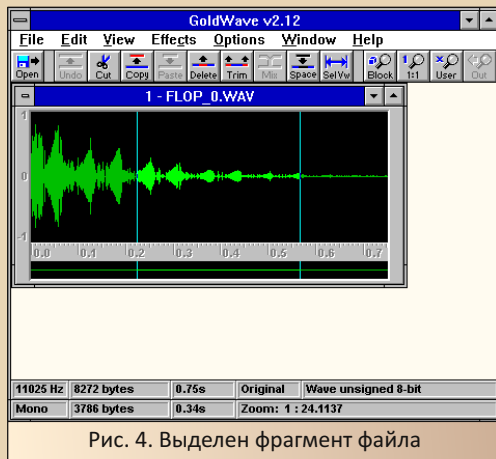 GoldWave v2.12
File Edit View Effects Options Window Help
Open Undo Cut Copy Paste Delete Trim Mix Space SelVw Block 1:1 User Out
1 - FLOP_0.WAV
1
0
-1
0.0 0.1 0.2 0.3 0.4 0.5 0.6 0.7
11025 Hz 8272 bytes 0.75s Original Wave unsigned 8-bit
Mono 3786 bytes 0.34s Zoom: 1 : 24.1137
Рис. 4. Выделен фрагмент файла